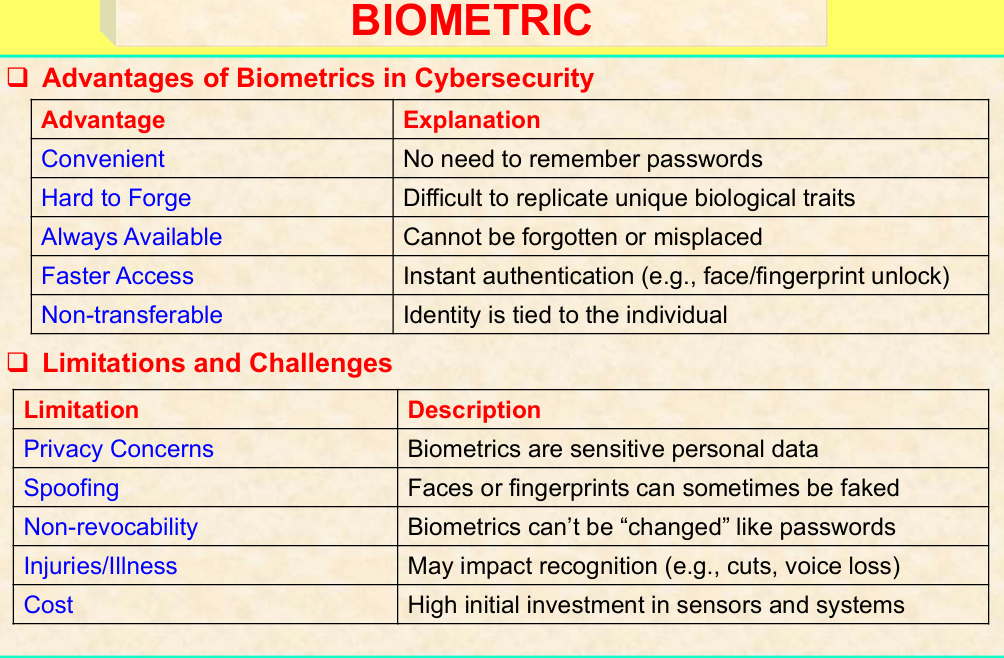 BIOMETRIC
Advantages of Biometrics in Cybersecurity
Advantage Explanation
Convenient No need to remember passwords
Hard to Forge Difficult to replicate unique biological traits
Always Available Cannot be forgotten or misplaced
Faster Access Instant authentication (e.g., face/fingerprint unlock)
Non-transferable Identity is tied to the individual
Limitations and Challenges
Limitation Description
Privacy Concerns Biometrics are sensitive personal data
Spoofing Faces or fingerprints can sometimes be faked
Non-revocability Biometrics can’t be “changed” like passwords
Injuries/Illness May impact recognition (e.g., cuts, voice loss)
Cost High initial investment in sensors and systems